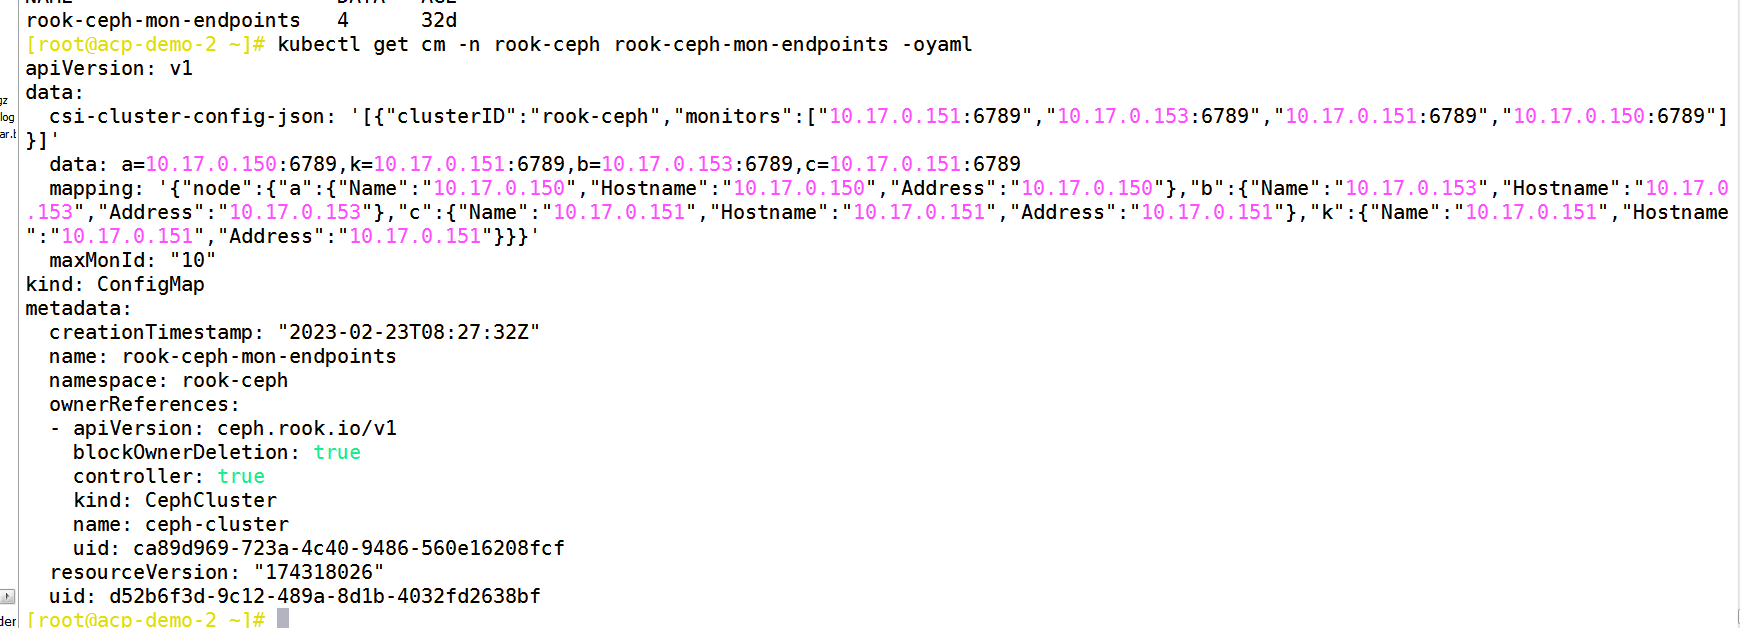 rook-ceph-mon-endpoints   4      32d
[root@acp-demo-2 ~]# kubectl get cm -n rook-ceph rook-ceph-mon-endpoints -oyaml
apiVersion: v1
data:
  csi-cluster-config-json: '[{"clusterID":"rook-ceph","monitors":["10.17.0.151:6789","10.17.0.153:6789","10.17.0.151:6789","10.17.0.150:6789"]
}]'
  data: a=10.17.0.150:6789,k=10.17.0.151:6789,b=10.17.0.153:6789,c=10.17.0.151:6789
  mapping: '{"node":{"a":{"Name":"10.17.0.150","Hostname":"10.17.0.150","Address":"10.17.0.150"},"b":{"Name":"10.17.0.153","Hostname":"10.17.0
.153","Address":"10.17.0.153"},"c":{"Name":"10.17.0.151","Hostname":"10.17.0.151","Address":"10.17.0.151"},"k":{"Name":"10.17.0.151","Hostname
":"10.17.0.151","Address":"10.17.0.151"}}}'
  maxMonId: "10"
kind: ConfigMap
metadata:
  creationTimestamp: "2023-02-23T08:27:32Z"
  name: rook-ceph-mon-endpoints
  namespace: rook-ceph
  ownerReferences:
  - apiVersion: ceph.rook.io/v1
    blockOwnerDeletion: true
    controller: true
    kind: CephCluster
    name: ceph-cluster
    uid: ca89d969-723a-4c40-9486-560e16208fcf
  resourceVersion: "174318026"
  uid: d52b6f3d-9c12-489a-8d1b-4032fd2638bf
[root@acp-demo-2 ~]#